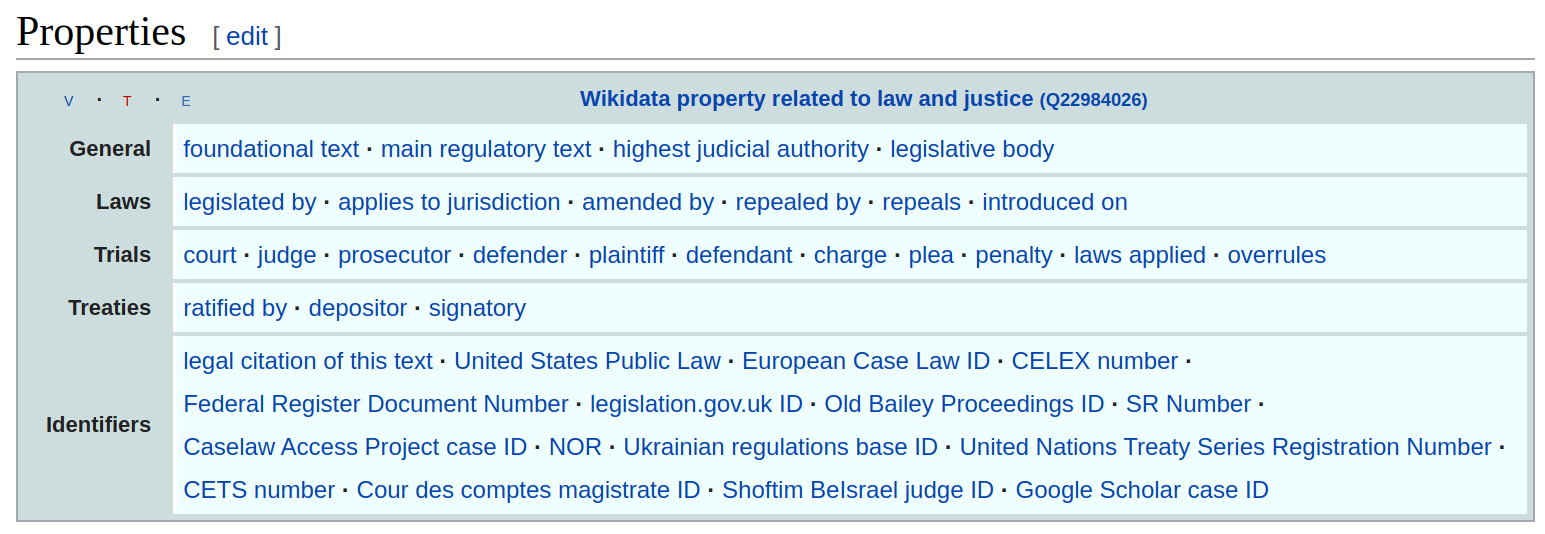 Properties [ edit ]
V · T · E Wikidata property related to law and justice (Q22984026)
General foundational text · main regulatory text · highest judicial authority · legislative body
Laws legislated by · applies to jurisdiction · amended by · repealed by · repeals · introduced on
Trials court · judge · prosecutor · defender · plaintiff · defendant · charge · plea · penalty · laws applied · overrules
Treaties ratified by · depositor · signatory
Identifiers legal citation of this text · United States Public Law · European Case Law ID · CELEX number ·
Federal Register Document Number · legislation.gov.uk ID · Old Bailey Proceedings ID · SR Number ·
Caselaw Access Project case ID · NOR · Ukrainian regulations base ID · United Nations Treaty Series Registration Number ·
CETS number · Cour des comptes magistrate ID · Shoftim BeIsrael judge ID · Google Scholar case ID